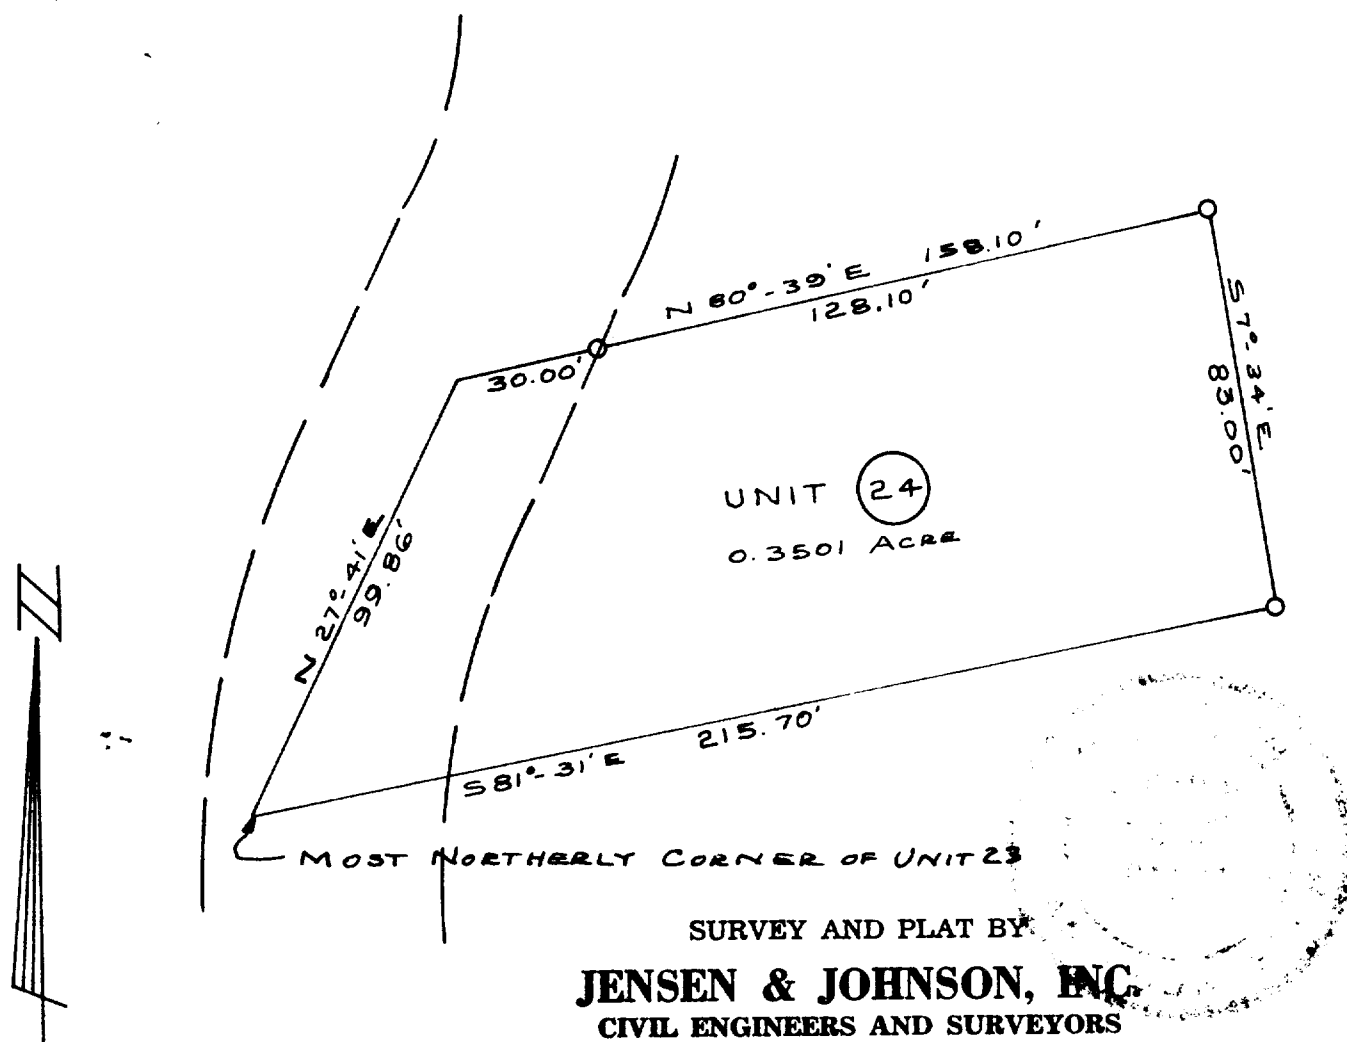 N 80°-39' E 158.10'
128.10'
30.00'
S 7°-34' E
83.00'
N 27°-41' E
99.86'
UNIT 24
0.3501 ACRE
N
S 81°-31' E 215.70'
MOST NORTHERLY CORNER OF UNIT 23
SURVEY AND PLAT BY
JENSEN & JOHNSON, INC.
CIVIL ENGINEERS AND SURVEYORS